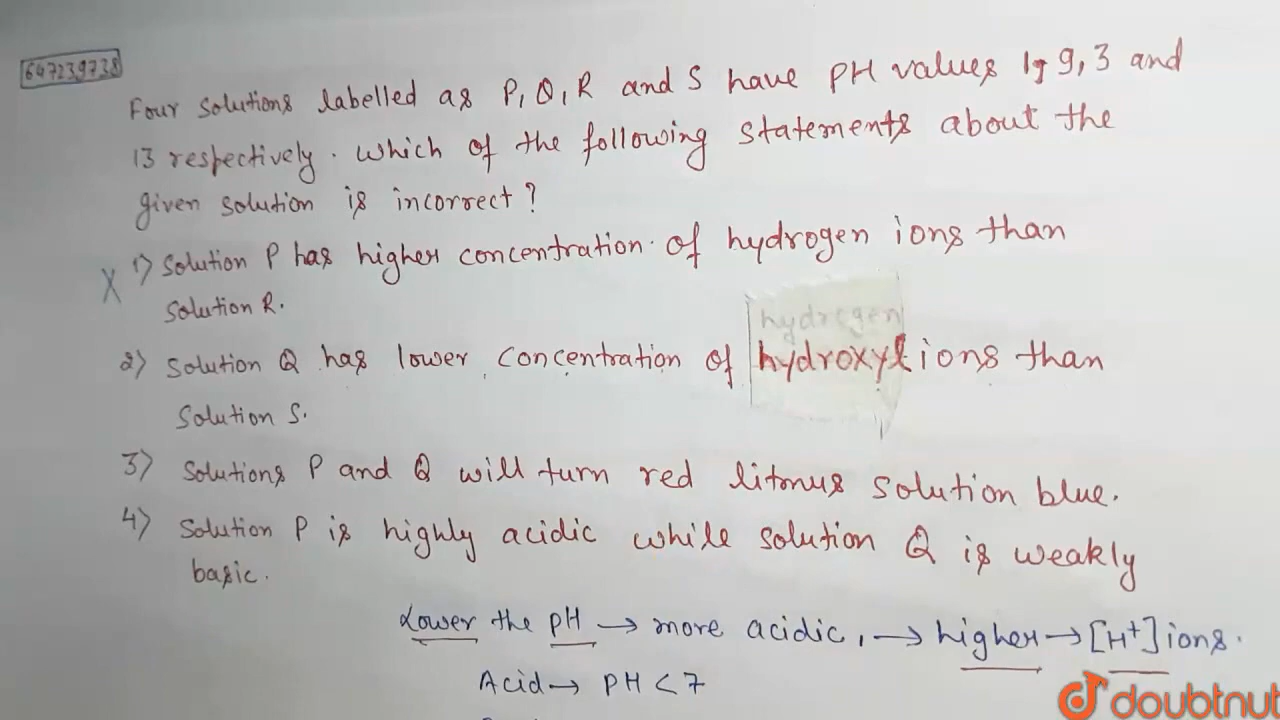 647239738
Four solutions labelled as P, Q, R and S have PH values 1, 9, 3 and
13 respectively. which of the following statements about the
given solution is incorrect?
X 1) Solution P has higher concentration of hydrogen ions than
Solution R.
hydrogen
2) Solution Q has lower concentration of hydroxyl ions than
Solution S.
3) Solutions P and Q will turn red litmus solution blue.
4) Solution P is highly acidic while solution Q is weakly
basic.
Lower the pH → more acidic, → higher → [H+] ions.
Acid → PH < 7
doubtnut